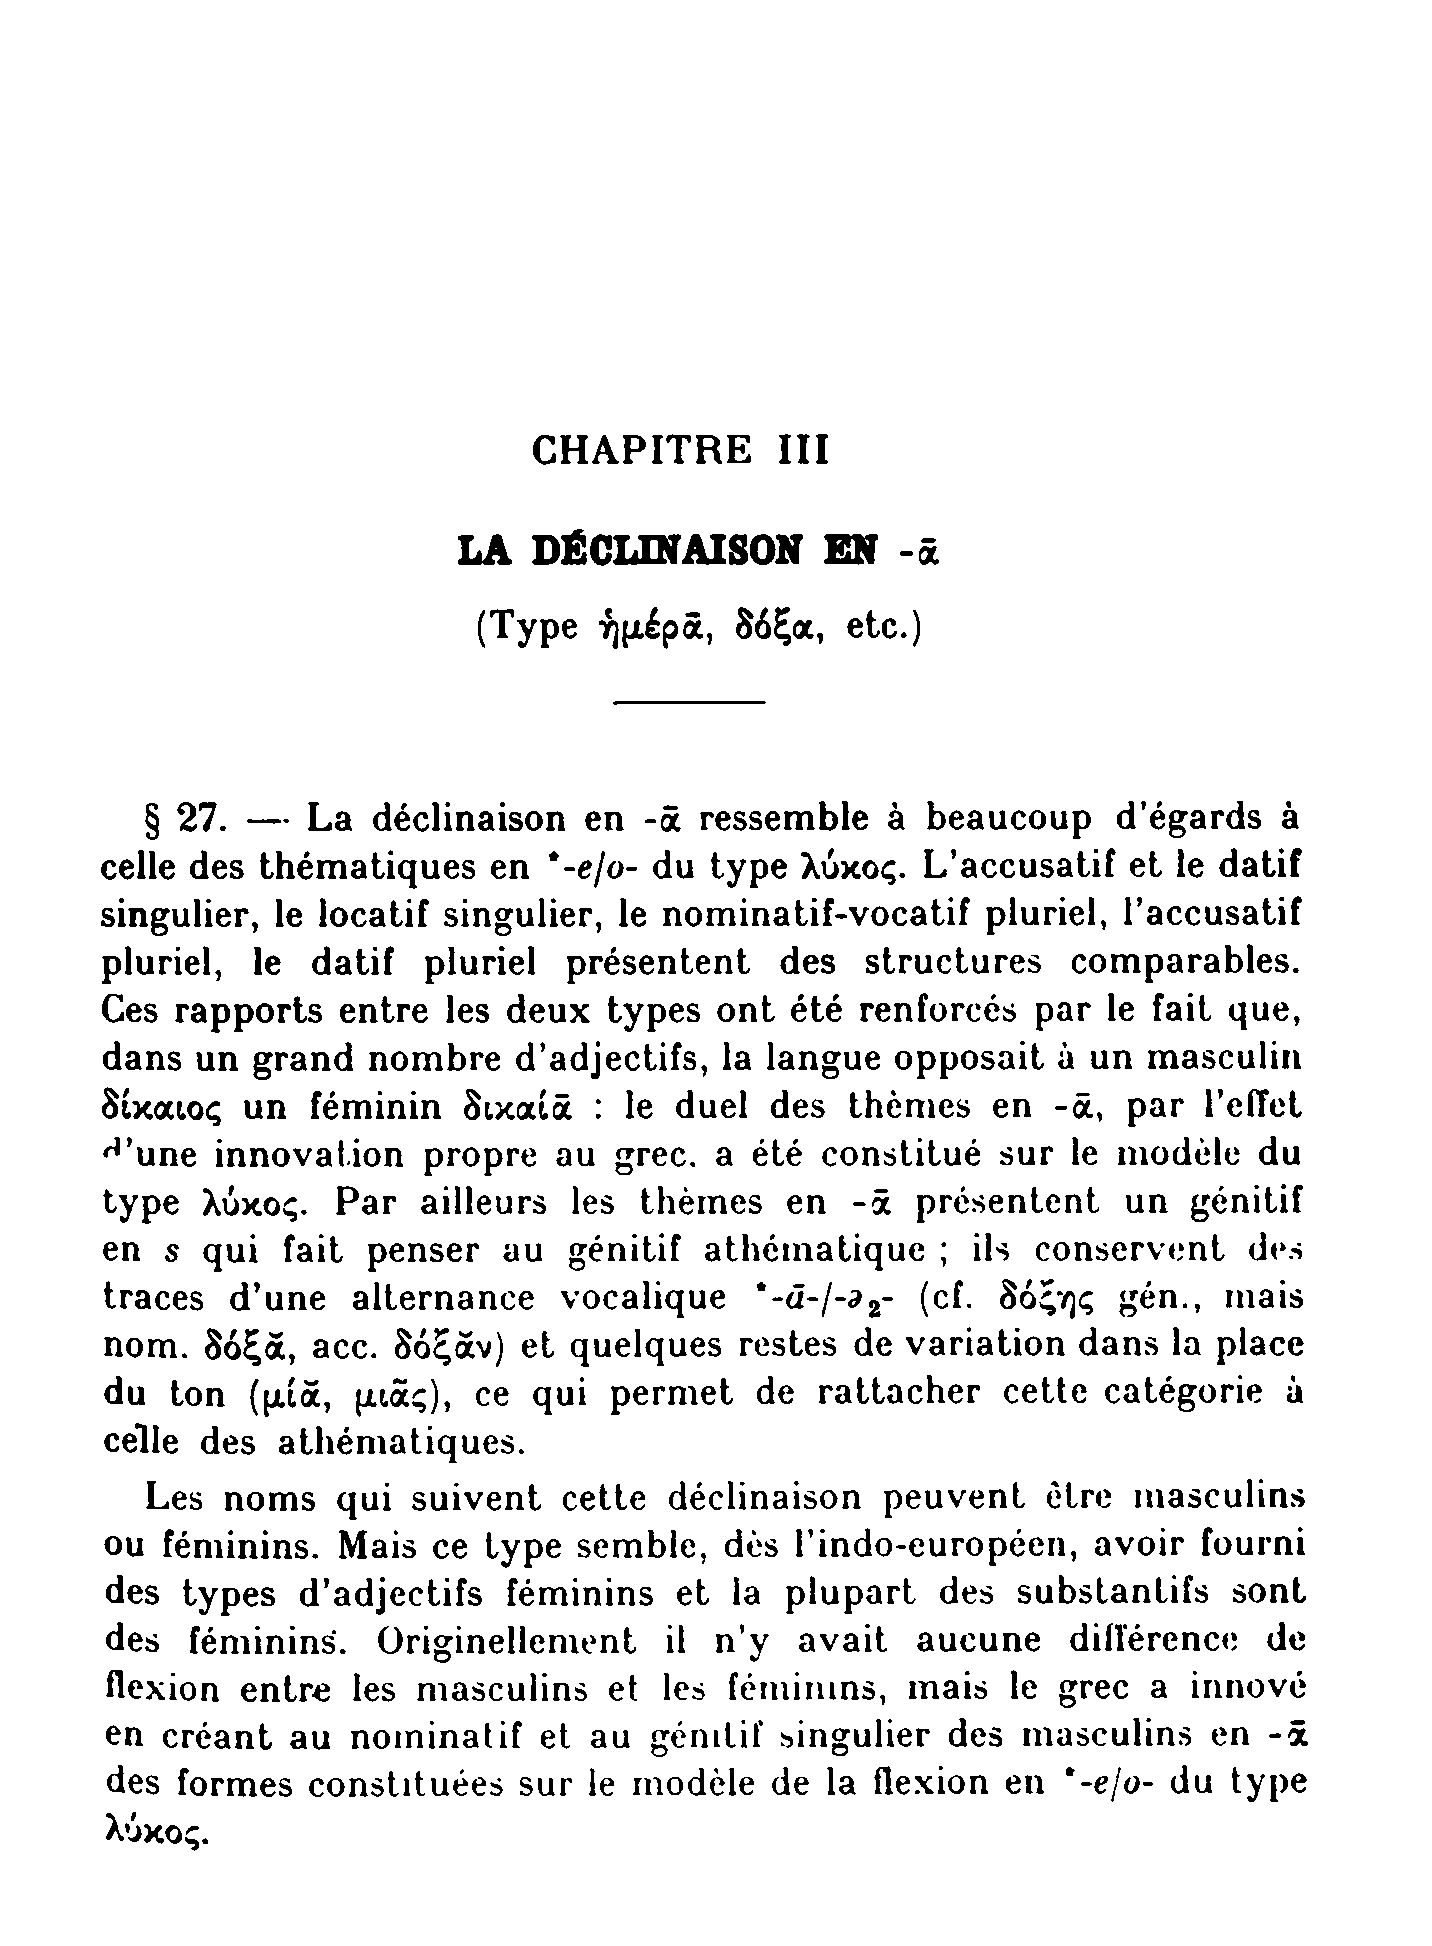 CHAPITRE III
LA DÉCLINAISON EN -ᾱ
(Type ἡμέρᾱ, δόξα, etc.)
§ 27. — La déclinaison en -ᾱ ressemble à beaucoup d'égards à
celle des thématiques en *-e/o- du type λύκος. L'accusatif et le datif
singulier, le locatif singulier, le nominatif-vocatif pluriel, l'accusatif
pluriel, le datif pluriel présentent des structures comparables.
Ces rapports entre les deux types ont été renforcés par le fait que,
dans un grand nombre d'adjectifs, la langue opposait à un masculin
δίκαιος un féminin δικαίᾱ : le duel des thèmes en -ᾱ, par l'effet
d'une innovation propre au grec. a été constitué sur le modèle du
type λύκος. Par ailleurs les thèmes en -ᾱ présentent un génitif
en s qui fait penser au génitif athématique ; ils conservent des
traces d'une alternance vocalique *-ā-/-ə₂- (cf. δόξης gén., mais
nom. δόξᾰ, acc. δόξᾰν) et quelques restes de variation dans la place
du ton (μίᾰ, μιᾶς), ce qui permet de rattacher cette catégorie à
celle des athématiques.
Les noms qui suivent cette déclinaison peuvent être masculins
ou féminins. Mais ce type semble, dès l'indo-européen, avoir fourni
des types d'adjectifs féminins et la plupart des substantifs sont
des féminins. Originellement il n'y avait aucune différence de
flexion entre les masculins et les féminins, mais le grec a innové
en créant au nominatif et au génitif singulier des masculins en -ᾱ
des formes constituées sur le modèle de la flexion en *-e/o- du type
λύκος.